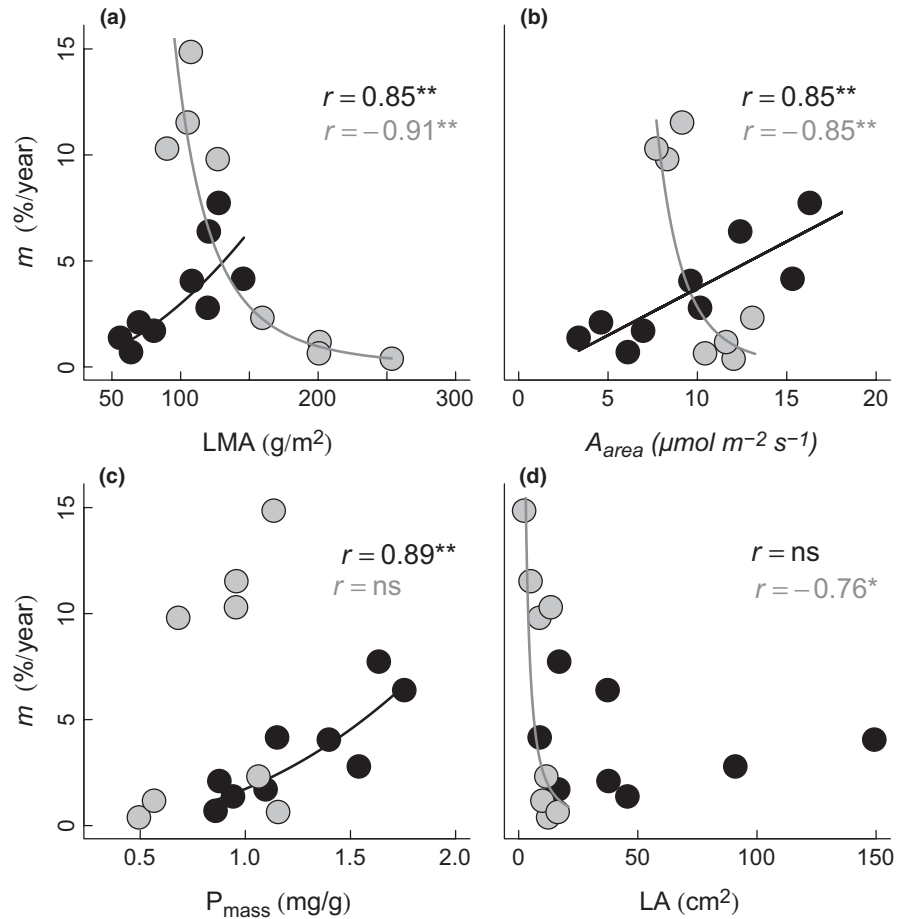 (a)
(b)
15
10
5
0
m (%/year)
r = 0.85**
r = −0.91**
r = 0.85**
r = −0.85**
50 100 200 300
0 5 10 15 20
LMA (g/m²)
A_area (μmol m⁻² s⁻¹)
(c)
(d)
15
10
5
0
m (%/year)
r = 0.89**
r = ns
r = ns
r = −0.76*
0.5 1.0 1.5 2.0
0 50 100 150
P_mass (mg/g)
LA (cm²)